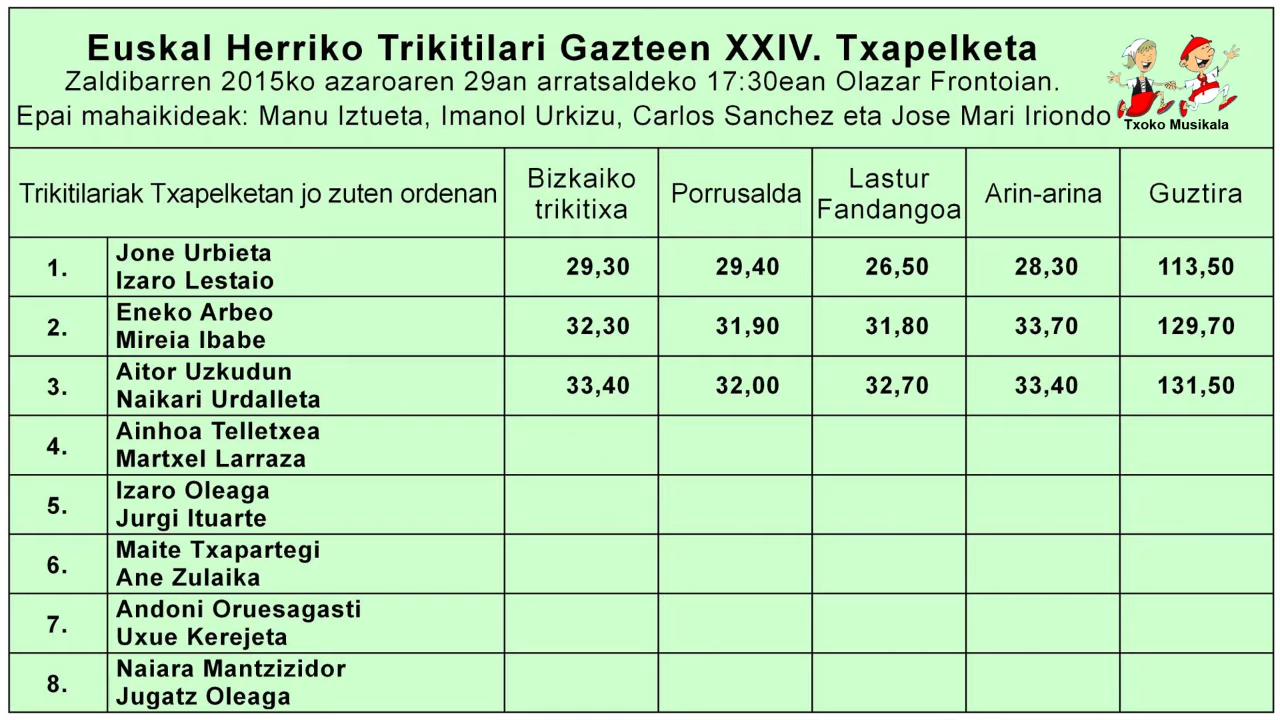 Euskal Herriko Trikitilari Gazteen XXIV. Txapelketa
Zaldibarren 2015ko azaroaren 29an arratsaldeko 17:30ean Olazar Frontoian.
Epai mahaikideak: Manu Iztueta, Imanol Urkizu, Carlos Sanchez eta Jose Mari Iriondo
Txoko Musikala
Trikitilariak Txapelketan jo zuten ordenan
Bizkaiko
trikitixa
Porrusalda
Lastur
Fandangoa
Arin-arina
Guztira
1.
Jone Urbieta
Izaro Lestaio
29,30 29,40 26,50 28,30 113,50
2.
Eneko Arbeo
Mireia Ibabe
32,30 31,90 31,80 33,70 129,70
3.
Aitor Uzkudun
Naikari Urdalleta
33,40 32,00 32,70 33,40 131,50
4.
Ainhoa Telletxea
Martxel Larraza
5.
Izaro Oleaga
Jurgi Ituarte
6.
Maite Txapartegi
Ane Zulaika
7.
Andoni Oruesagasti
Uxue Kerejeta
8.
Naiara Mantzizidor
Jugatz Oleaga